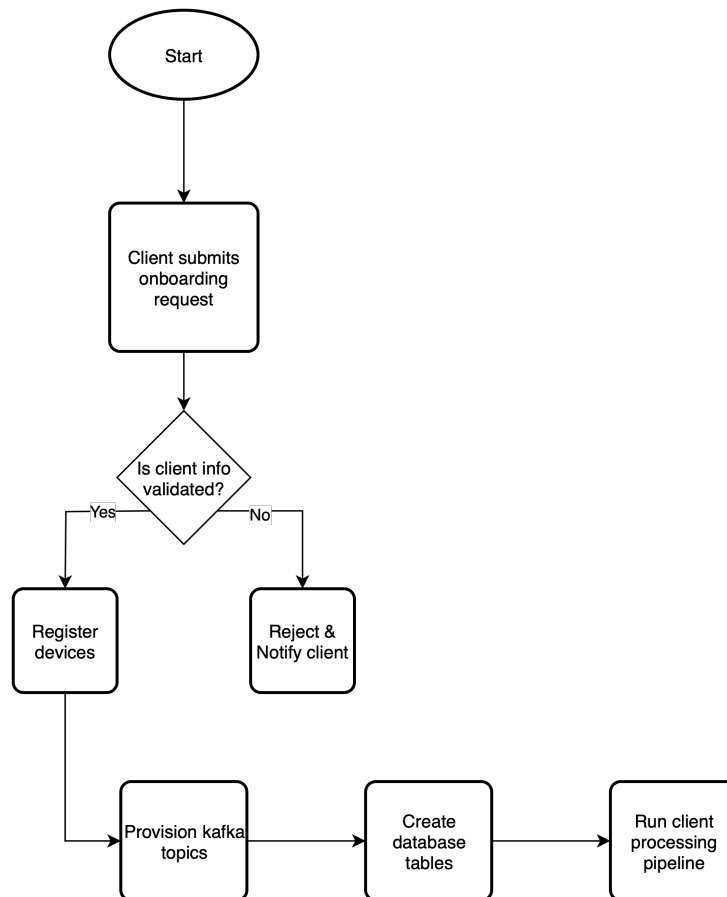 Start
Client submits
onboarding
request
Is client info
validated?
Yes
No
Register
devices
Reject &
Notify client
Provision kafka
topics
Create
database
tables
Run client
processing
pipeline